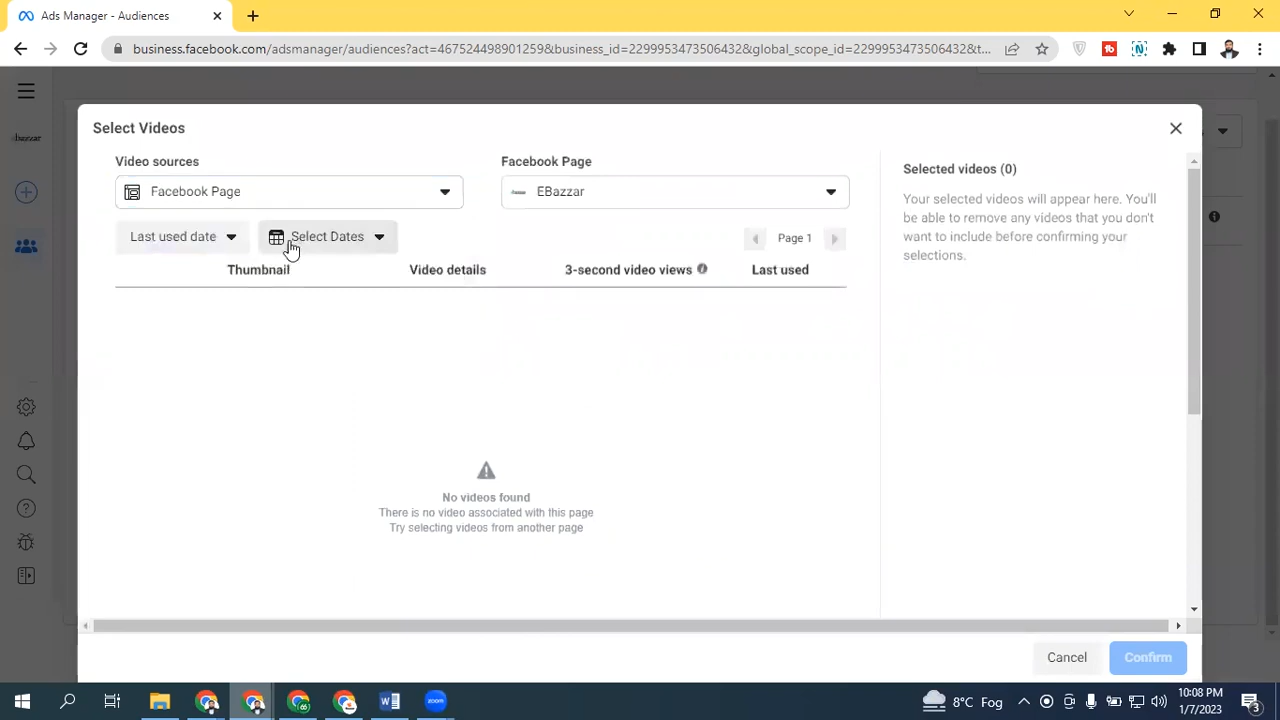 Ads Manager - Audiences
business.facebook.com/adsmanager/audiences?act=467524498901259&business_id=2299953473506432&global_scope_id=2299953473506432&t...
ebazzar
Select Videos
Video sources
Facebook Page
Facebook Page
EBazzar
Selected videos (0)
Your selected videos will appear here. You'll
be able to remove any videos that you don't
want to include before confirming your
selections.
Last used date
Select Dates
Page 1
Thumbnail
Video details
3-second video views
Last used
No videos found
There is no video associated with this page
Try selecting videos from another page
Cancel
Confirm
8°C Fog
10:08 PM
1/7/2023
3
zoom